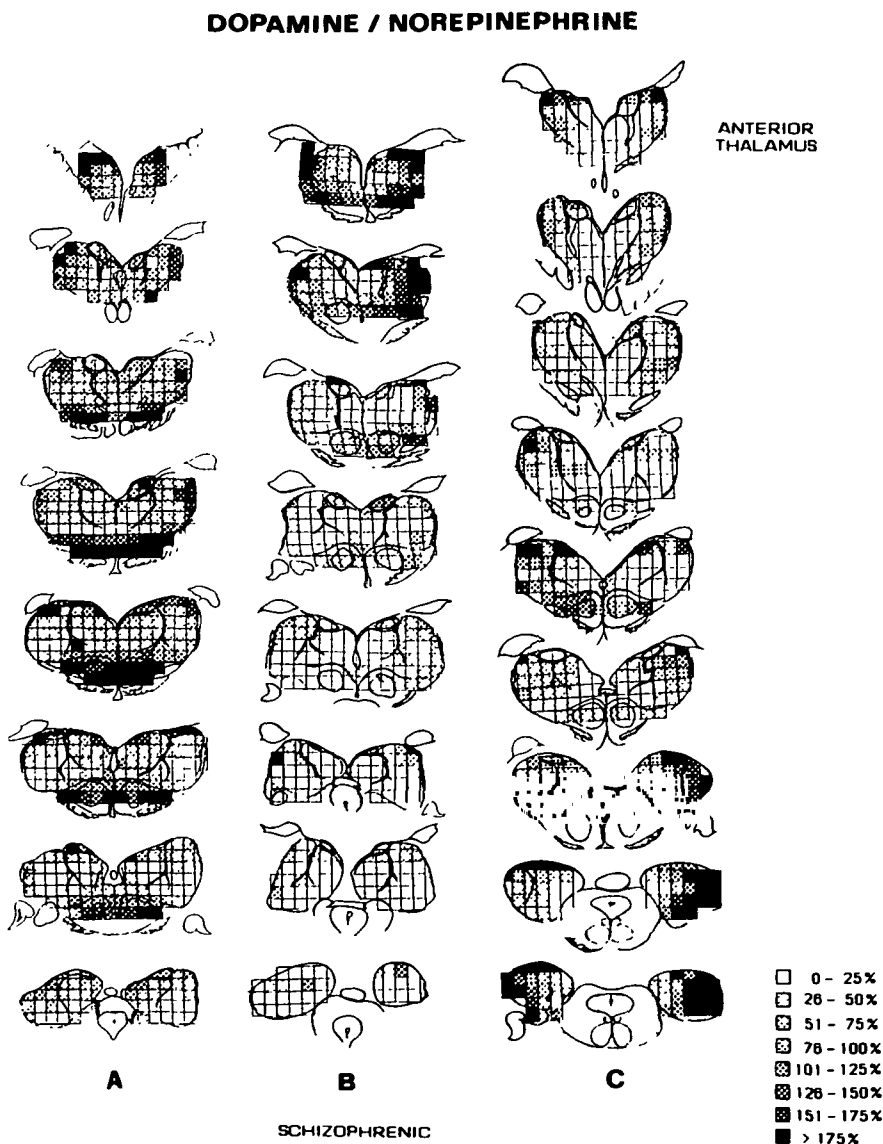 DOPAMINE / NOREPINEPHRINE
ANTERIOR
THALAMUS
0 - 25%
26 - 50%
51 - 75%
76 - 100%
101 - 125%
126 - 150%
151 - 175%
> 175%
A
B
C
SCHIZOPHRENIC